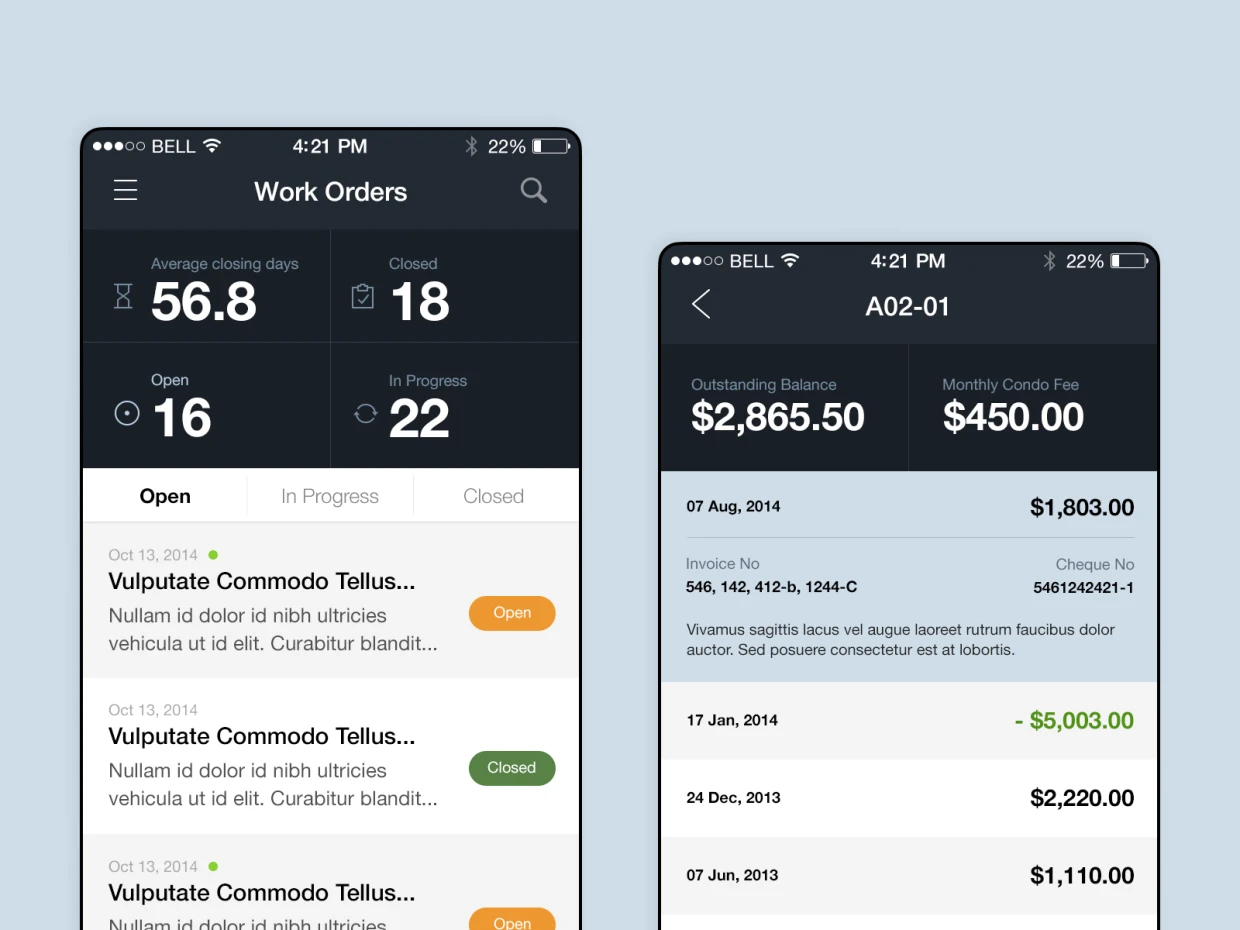 BELL 4:21 PM 22%
Work Orders
Average closing days
56.8
Closed
18
Open
16
In Progress
22
Open In Progress Closed
Oct 13, 2014
Vulputate Commodo Tellus...
Nullam id dolor id nibh ultricies
vehicula ut id elit. Curabitur blandit...
Open
Oct 13, 2014
Vulputate Commodo Tellus...
Nullam id dolor id nibh ultricies
vehicula ut id elit. Curabitur blandit...
Closed
Oct 13, 2014
Vulputate Commodo Tellus...
Nullam id dolor id nibh ultricies
Open
BELL 4:21 PM 22%
A02-01
Outstanding Balance
$2,865.50
Monthly Condo Fee
$450.00
07 Aug, 2014 $1,803.00
Invoice No
546, 142, 412-b, 1244-C
Cheque No
5461242421-1
Vivamus sagittis lacus vel augue laoreet rutrum faucibus dolor
auctor. Sed posuere consectetur est at lobortis.
17 Jan, 2014 - $5,003.00
24 Dec, 2013 $2,220.00
07 Jun, 2013 $1,110.00